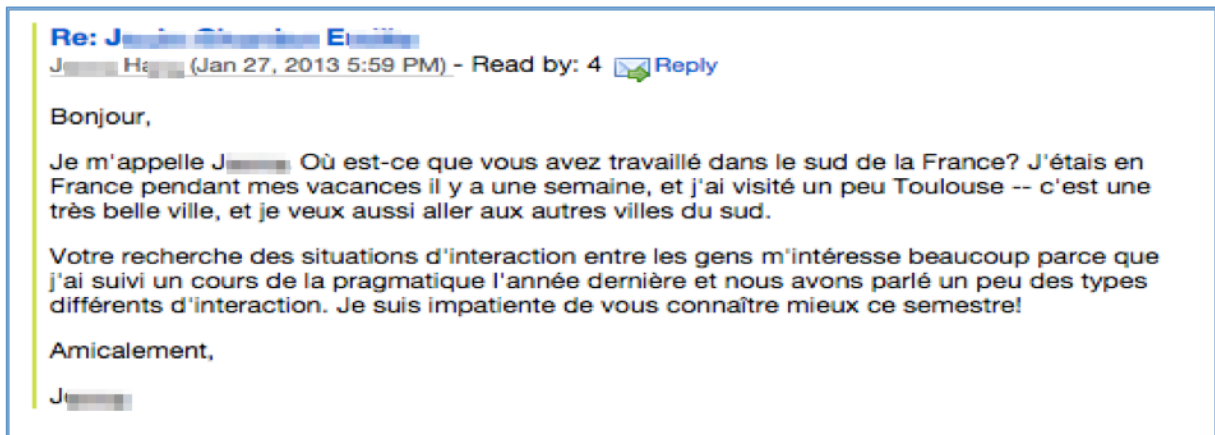 Re:
(Jan 27, 2013 5:59 PM) - Read by: 4 Reply
Bonjour,
Je m'appelle Où est-ce que vous avez travaillé dans le sud de la France? J'étais en
France pendant mes vacances il y a une semaine, et j'ai visité un peu Toulouse -- c'est une
très belle ville, et je veux aussi aller aux autres villes du sud.
Votre recherche des situations d'interaction entre les gens m'intéresse beaucoup parce que
j'ai suivi un cours de la pragmatique l'année dernière et nous avons parlé un peu des types
différents d'interaction. Je suis impatiente de vous connaître mieux ce semestre!
Amicalement,